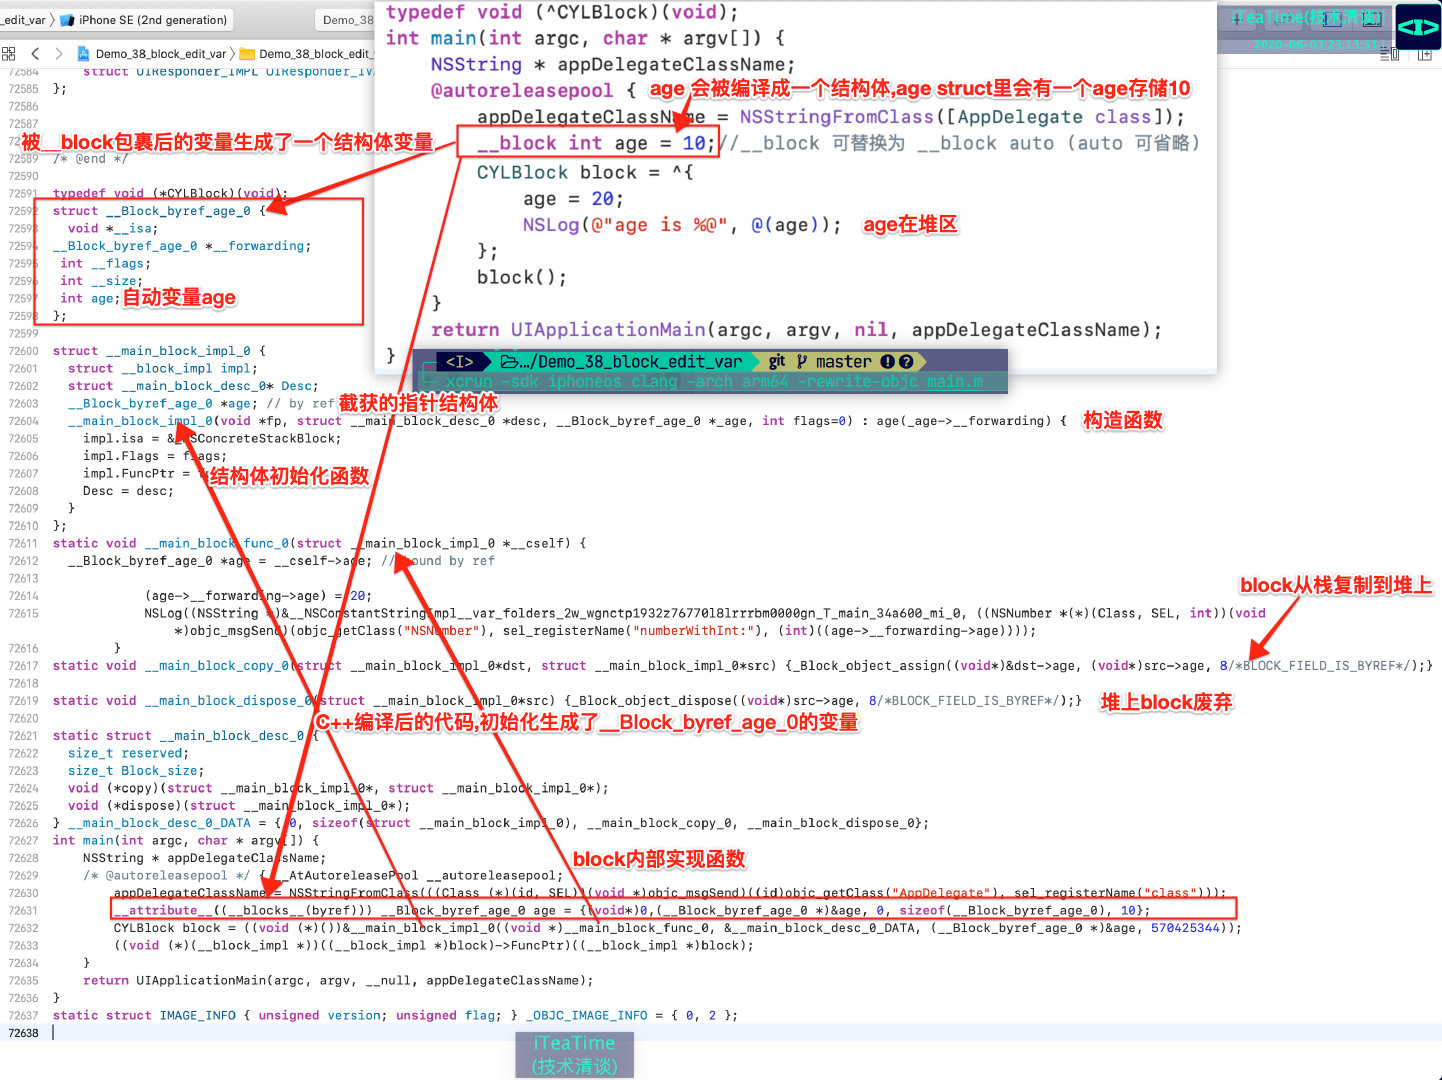 _edit_var
iPhone SE (2nd generation)
Demo_38
iTeaTime(技术清谈)
2020-06-03,23:13:51
<I>
Demo_38_block_edit_var
Demo_38_block_edit_
typedef void (^CYLBlock)(void);
int main(int argc, char * argv[]) {
NSString * appDelegateClassName;
@autoreleasepool {
age 会被编译成一个结构体,age struct里会有一个age存储10
appDelegateClassName = NSStringFromClass([AppDelegate class]);
__block int age = 10;//__block 可替换为 __block auto (auto 可省略)
CYLBlock block = ^{
age = 20;
NSLog(@"age is %@", @(age));
age在堆区
};
block();
}
return UIApplicationMain(argc, argv, nil, appDelegateClassName);
}
<I> …/Demo_38_block_edit_var git master
xcrun -sdk iphoneos clang -arch arm64 -rewrite-objc main.m
72584 struct UIResponder_IMPL UIResponder_IV
72585 };
72586
72587
被__block包裹后的变量生成了一个结构体变量
72589 /* @end */
72590
72591 typedef void (*CYLBlock)(void);
72592 struct __Block_byref_age_0 {
72593 void *__isa;
72594 __Block_byref_age_0 *__forwarding;
72595 int __flags;
72596 int __size;
72597 int age;
自动变量age
72598 };
72599
72600 struct __main_block_impl_0 {
72601 struct __block_impl impl;
72602 struct __main_block_desc_0* Desc;
72603 __Block_byref_age_0 *age; // by ref
截获的指针结构体
72604 __main_block_impl_0(void *fp, struct __main_block_desc_0 *desc, __Block_byref_age_0 *_age, int flags=0) : age(_age->__forwarding) {
构造函数
72605 impl.isa = &_NSConcreteStackBlock;
72606 impl.Flags = flags;
72607 impl.FuncPtr = f
结构体初始化函数
72608 Desc = desc;
72609 }
72610 };
72611 static void __main_block_func_0(struct __main_block_impl_0 *__cself) {
72612 __Block_byref_age_0 *age = __cself->age; // bound by ref
72613
block从栈复制到堆上
72614 (age->__forwarding->age) = 20;
72615 NSLog((NSString *)&__NSConstantStringImpl__var_folders_2w_wgnctp1932z76770l8lrrrbm0000gn_T_main_34a600_mi_0, ((NSNumber *(*)(Class, SEL, int))(void
*)objc_msgSend)(objc_getClass("NSNumber"), sel_registerName("numberWithInt:"), (int)((age->__forwarding->age))));
72616 }
72617 static void __main_block_copy_0(struct __main_block_impl_0*dst, struct __main_block_impl_0*src) {_Block_object_assign((void*)&dst->age, (void*)src->age, 8/*BLOCK_FIELD_IS_BYREF*/);}
72618
72619 static void __main_block_dispose_0(struct __main_block_impl_0*src) {_Block_object_dispose((void*)src->age, 8/*BLOCK_FIELD_IS_BYREF*/);}
堆上block废弃
72620
C++编译后的代码,初始化生成了__Block_byref_age_0的变量
72621 static struct __main_block_desc_0 {
72622 size_t reserved;
72623 size_t Block_size;
72624 void (*copy)(struct __main_block_impl_0*, struct __main_block_impl_0*);
72625 void (*dispose)(struct __main_block_impl_0*);
72626 } __main_block_desc_0_DATA = { 0, sizeof(struct __main_block_impl_0), __main_block_copy_0, __main_block_dispose_0};
72627 int main(int argc, char * argv[]) {
72628 NSString * appDelegateClassName;
block内部实现函数
72629 /* @autoreleasepool */ { __AtAutoreleasePool __autoreleasepool;
72630 appDelegateClassName = NSStringFromClass(((Class (*)(id, SEL))(void *)objc_msgSend)((id)objc_getClass("AppDelegate"), sel_registerName("class")));
72631 __attribute__((__blocks__(byref))) __Block_byref_age_0 age = {(void*)0,(__Block_byref_age_0 *)&age, 0, sizeof(__Block_byref_age_0), 10};
72632 CYLBlock block = ((void (*)())&__main_block_impl_0((void *)__main_block_func_0, &__main_block_desc_0_DATA, (__Block_byref_age_0 *)&age, 570425344));
72633 ((void (*)(__block_impl *))((__block_impl *)block)->FuncPtr)((__block_impl *)block);
72634 }
72635 return UIApplicationMain(argc, argv, __null, appDelegateClassName);
72636 }
72637 static struct IMAGE_INFO { unsigned version; unsigned flag; } _OBJC_IMAGE_INFO = { 0, 2 };
72638
iTeaTime
(技术清谈)